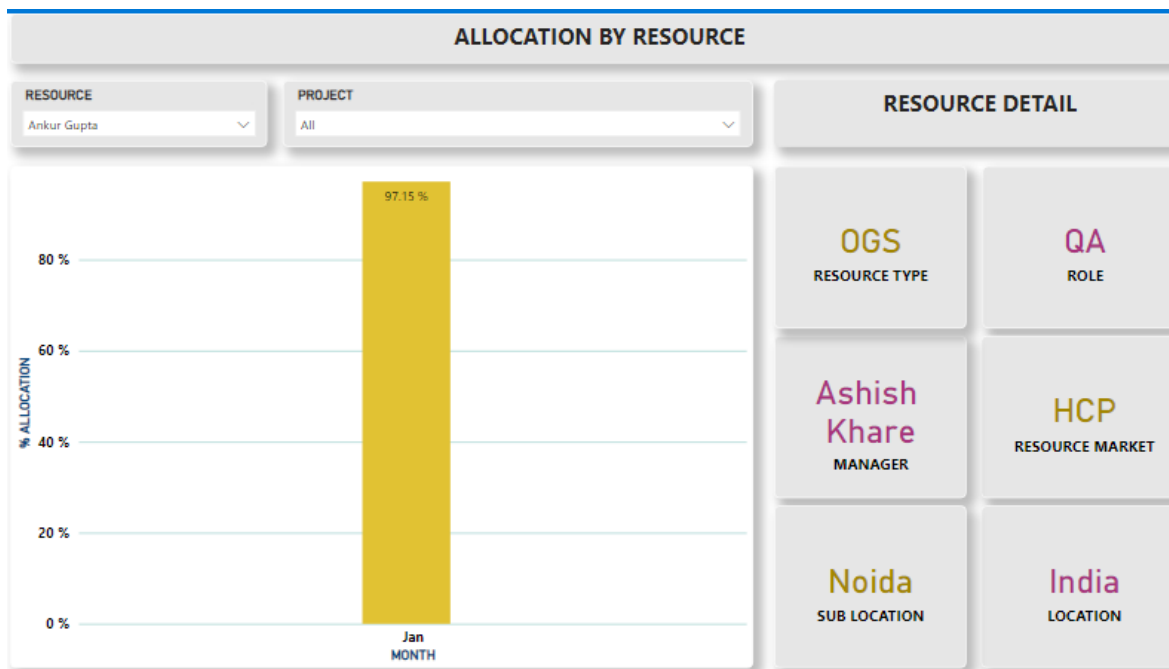 ALLOCATION BY RESOURCE
RESOURCE
Ankur Gupta
PROJECT
All
RESOURCE DETAIL
97.15 %
80 %
60 %
40 %
20 %
0 %
% ALLOCATION
Jan
MONTH
OGS
RESOURCE TYPE
QA
ROLE
Ashish
Khare
MANAGER
HCP
RESOURCE MARKET
Noida
SUB LOCATION
India
LOCATION